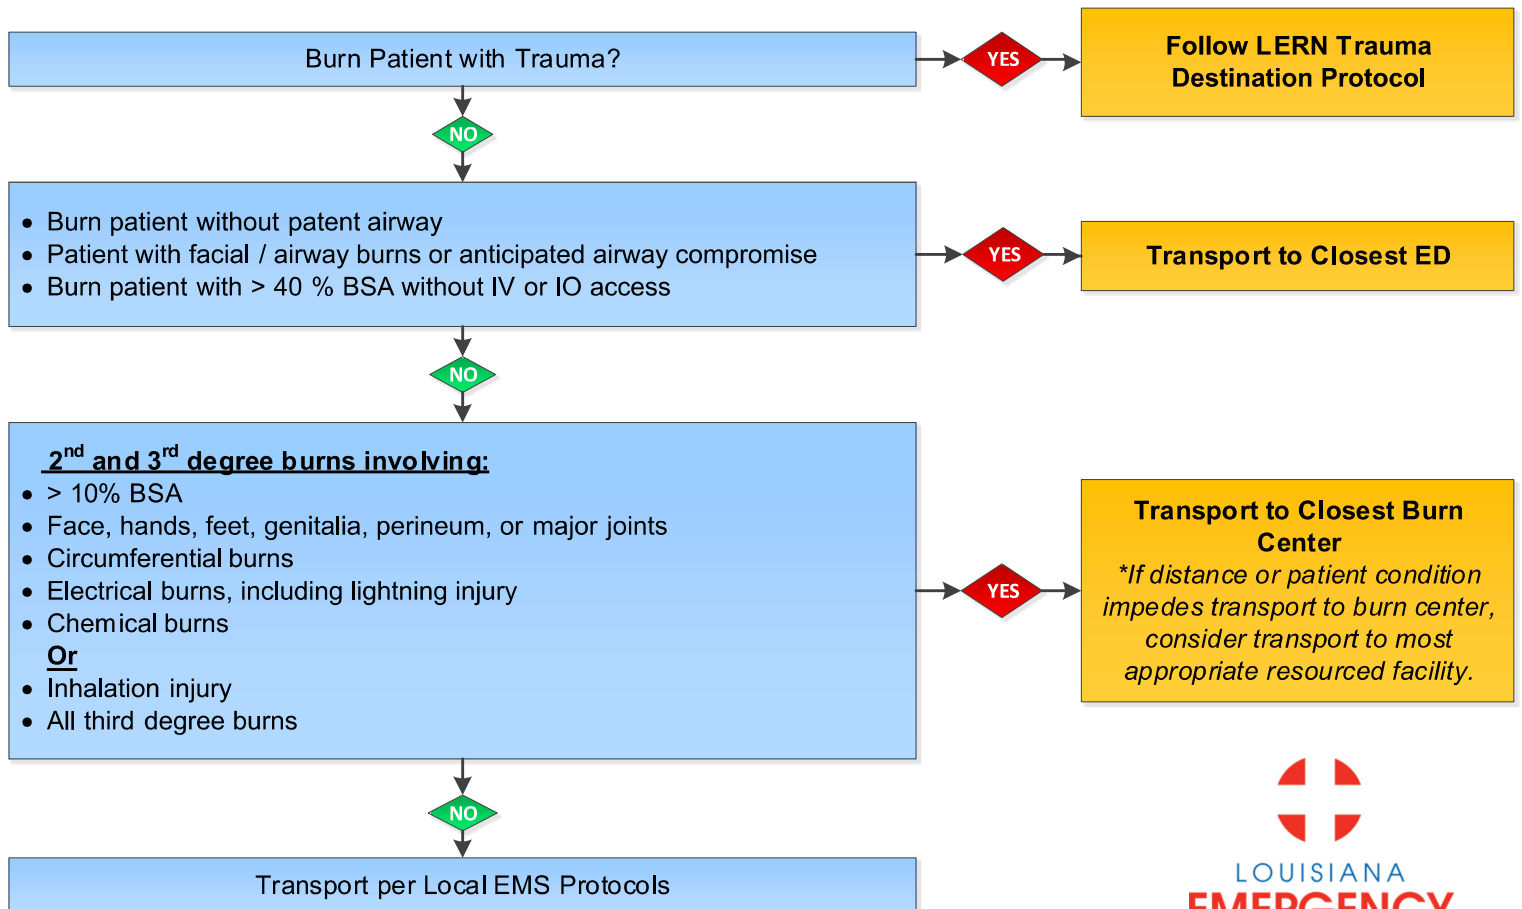 Burn Patient with Trauma?
YES
Follow LERN Trauma
Destination Protocol
NO
• Burn patient without patent airway
• Patient with facial / airway burns or anticipated airway compromise
• Burn patient with > 40 % BSA without IV or IO access
YES
Transport to Closest ED
NO
2nd and 3rd degree burns involving:
• > 10% BSA
• Face, hands, feet, genitalia, perineum, or major joints
• Circumferential burns
• Electrical burns, including lightning injury
• Chemical burns
Or
• Inhalation injury
• All third degree burns
YES
Transport to Closest Burn
Center
*If distance or patient condition
impedes transport to burn center,
consider transport to most
appropriate resourced facility.
NO
Transport per Local EMS Protocols
LOUISIANA
EMERGENCY